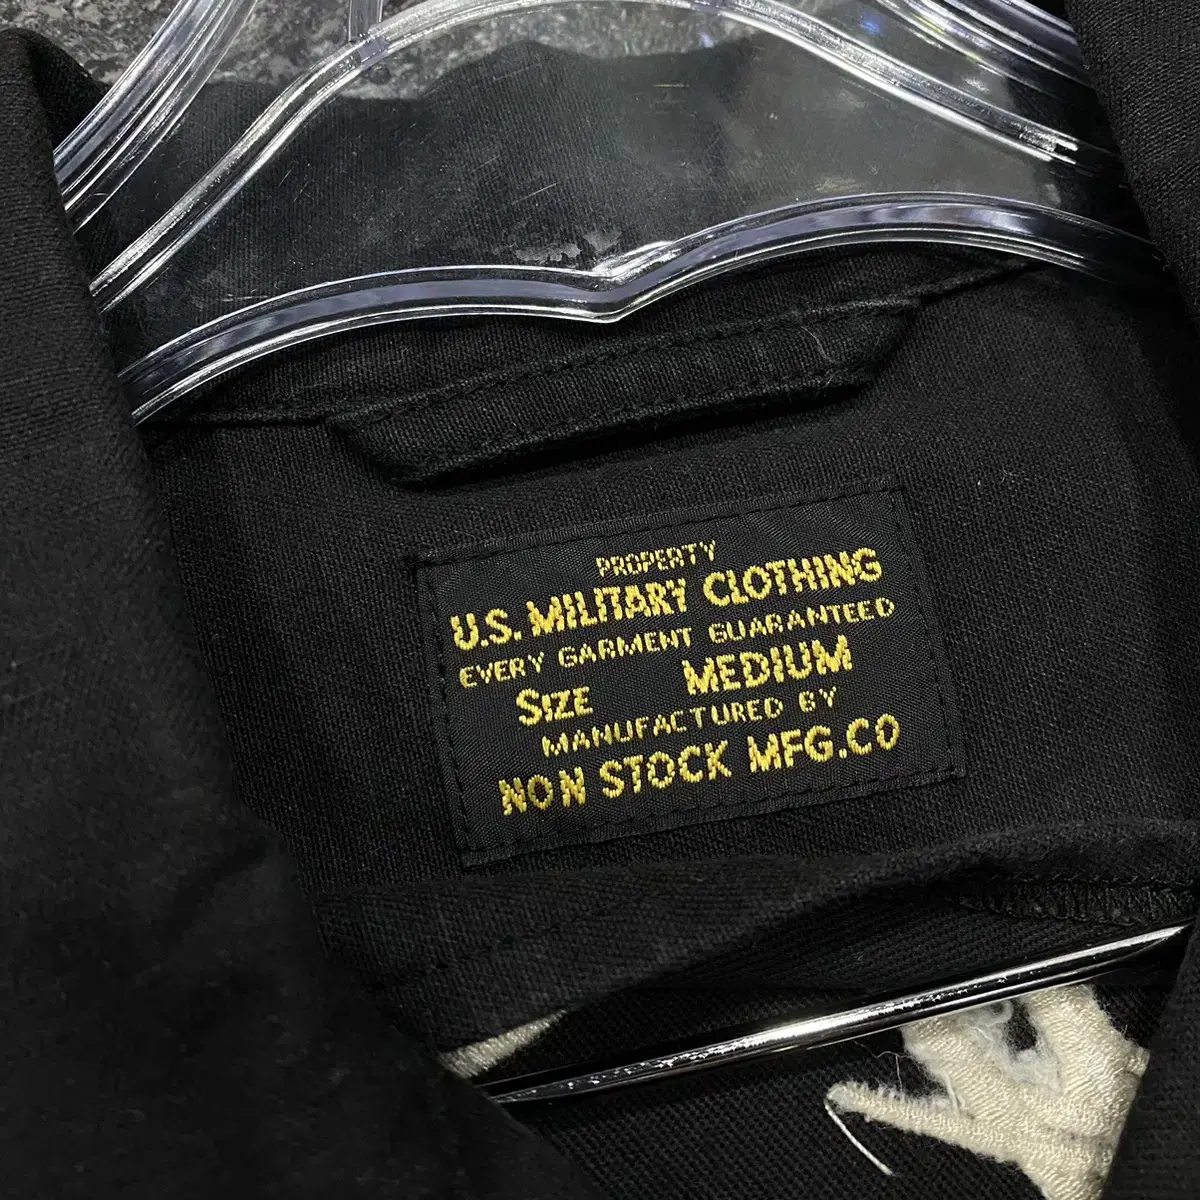 PROPERTY
U.S. MILITARY CLOTHING
EVERY GARMENT GUARANTEED
SIZE MEDIUM
MANUFACTURED BY
NON STOCK MFG.CO